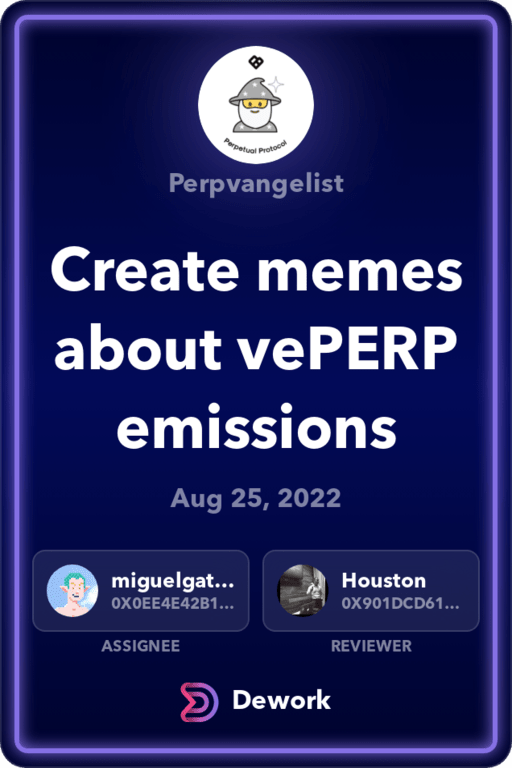 Perpetual Protocol
Perpvangelist
Create memes
about vePERP
emissions
Aug 25, 2022
miguelgat...
0X0EE4E42B1...
ASSIGNEE
Houston
0X901DCD61...
REVIEWER
Dework